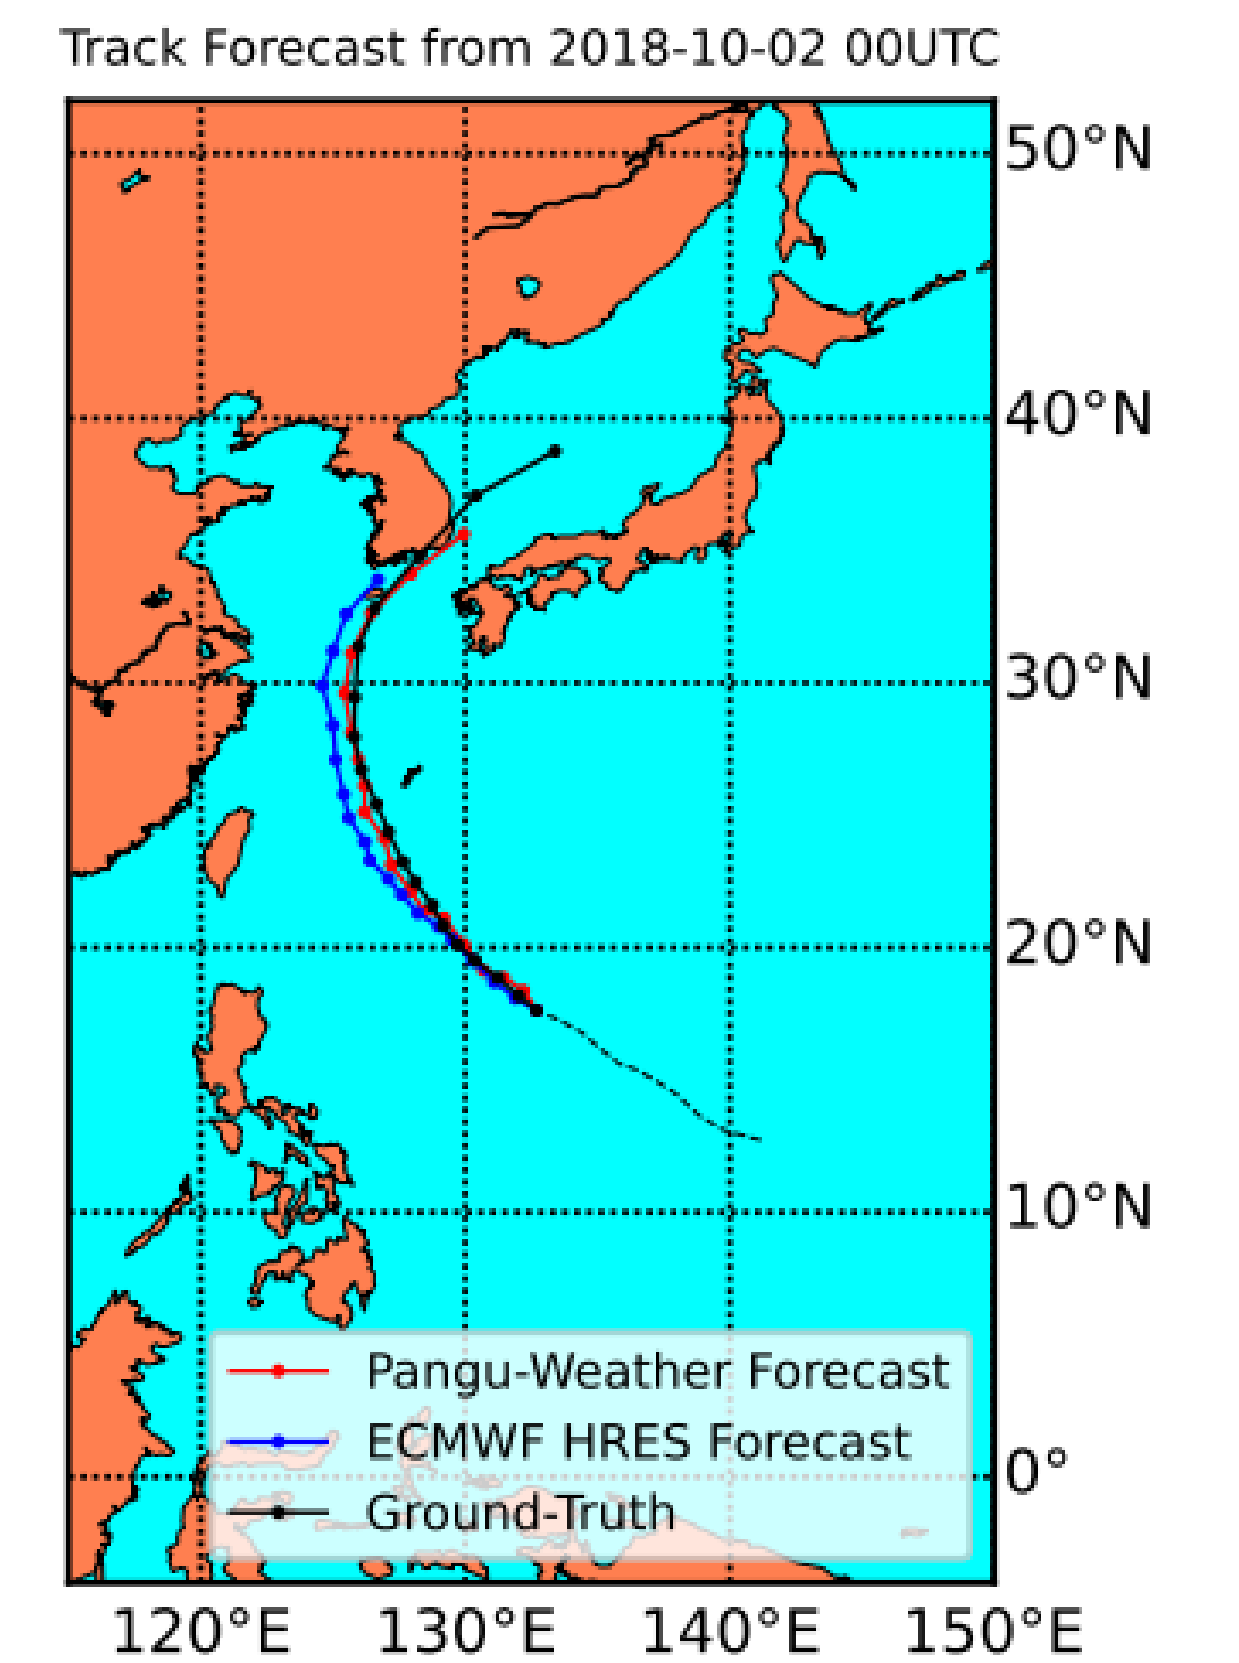 Track Forecast from 2018-10-02 00UTC
50°N
40°N
30°N
20°N
10°N
0°
Pangu-Weather Forecast
ECMWF HRES Forecast
Ground-Truth
120°E 130°E 140°E 150°E